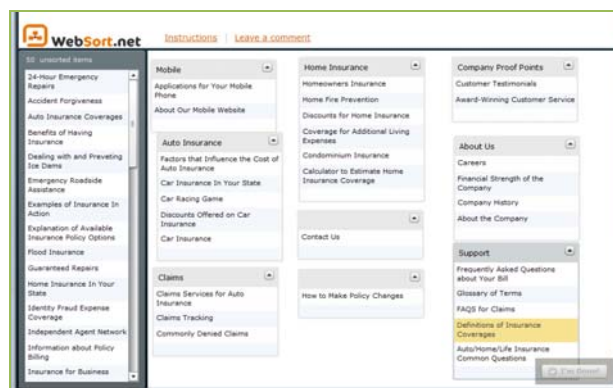 WebSort.net
Instructions | Leave a comment
50 unsorted items
24-Hour Emergency
Repairs
Accident Forgiveness
Auto Insurance Coverages
Benefits of Having
Insurance
Dealing with and Preveting
Ice Dams
Emergency Roadside
Assistance
Examples of Insurance In
Action
Explanation of Available
Insurance Policy Options
Flood Insurance
Guaranteed Repairs
Home Insurance In Your
State
Identity Fraud Expense
Coverage
Independent Agent Network
Information about Policy
Billing
Insurance for Business
Mobile
Applications for Your Mobile
Phone
About Our Mobile Website
Auto Insurance
Factors that Influence the Cost
of Auto Insurance
Car Insurance In Your State
Car Racing Game
Discounts Offered on Car
Insurance
Car Insurance
Claims
Claims Services for Auto
Insurance
Claims Tracking
Commonly Denied Claims
Home Insurance
Homeowners Insurance
Home Fire Prevention
Discounts for Home Insurance
Coverage for Additional Living
Expenses
Condominium Insurance
Calculator to Estimate Home
Insurance Coverage
Contact Us
How to Make Policy Changes
Company Proof Points
Customer Testimonials
Award-Winning Customer Service
About Us
Careers
Financial Strength of the
Company
Company History
About the Company
Support
Frequently Asked Questions
about Your Bill
Glossary of Terms
FAQS for Claims
Definitions of Insurance
Coverages
Auto/Home/Life Insurance
Common Questions
I'm Done!